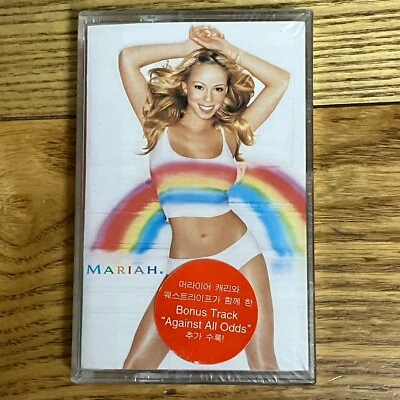 MARIAH.
머라이어 캐리와
웨스트라이프가 함께 한
Bonus Track
"Against All Odds"
추가 수록!